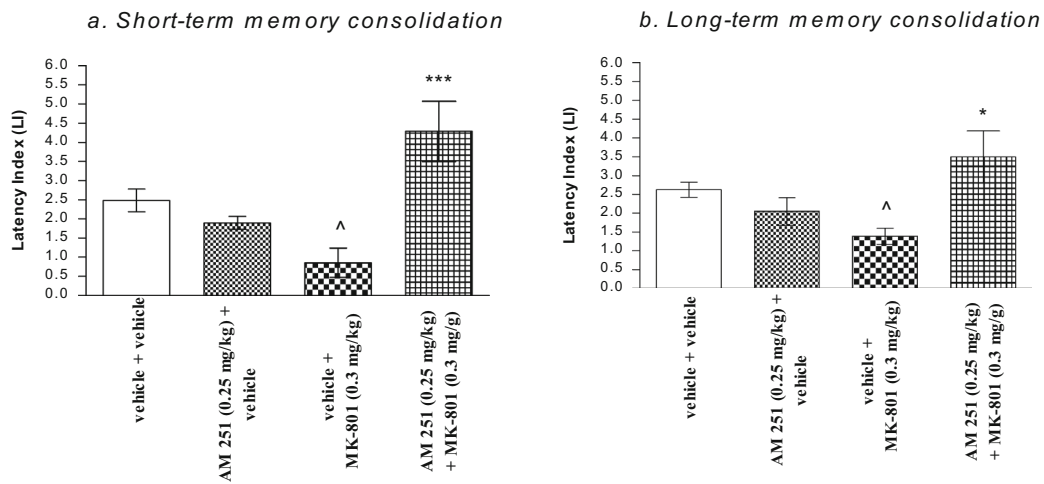 a. Short-term memory consolidation
Latency Index (LI)
6.0
5.5
5.0
4.5
4.0
3.5
3.0
2.5
2.0
1.5
1.0
0.5
0.0
^
***
vehicle + vehicle
AM 251 (0.25 mg/kg) +
vehicle
vehicle +
MK-801 (0.3 mg/kg)
AM 251 (0.25 mg/kg)
+ MK-801 (0.3 mg/g)
b. Long-term memory consolidation
Latency Index (LI)
6.0
5.5
5.0
4.5
4.0
3.5
3.0
2.5
2.0
1.5
1.0
0.5
0.0
^
*
vehicle + vehicle
AM 251 (0.25 mg/kg) +
vehicle
vehicle +
MK-801 (0.3 mg/kg)
AM 251 (0.25 mg/kg)
+ MK-801 (0.3 mg/g)